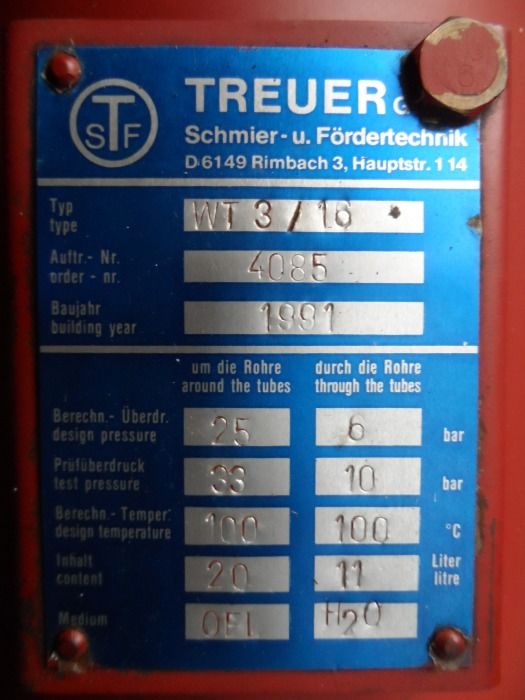 STF
TREUER
Schmier- u. Fördertechnik
D-6149 Rimbach 3, Hauptstr. 114
Typ WT 3/16
type
Auftr.- Nr. 4085
order - nr.
Baujahr 1991
building year
um die Rohre durch die Rohre
around the tubes through the tubes
Berechn.- Überdr. 25 6 bar
design pressure
Prüfüberdruck 33 10 bar
test pressure
Berechn.- Temper. 100 100 °C
design temperature
Inhalt 20 11 Liter
content litre
Medium OEL H2O